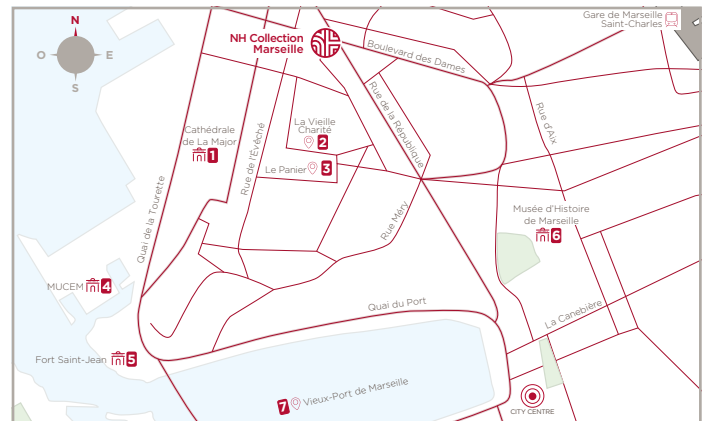 N
O
E
S
NH Collection
Marseille
Boulevard des Dames
Gare de Marseille
Saint-Charles
Rue de la République
Rue d'Aix
La Vieille
Charité
2
Cathédrale
de La Major
1
Rue de l'Evêché
Le Panier
3
Quai de la Tourette
Rue Méry
Musée d'Histoire
de Marseille
6
MUCEM
4
Quai du Port
La Canebière
Fort Saint-Jean
5
7
Vieux-Port de Marseille
CITY CENTRE